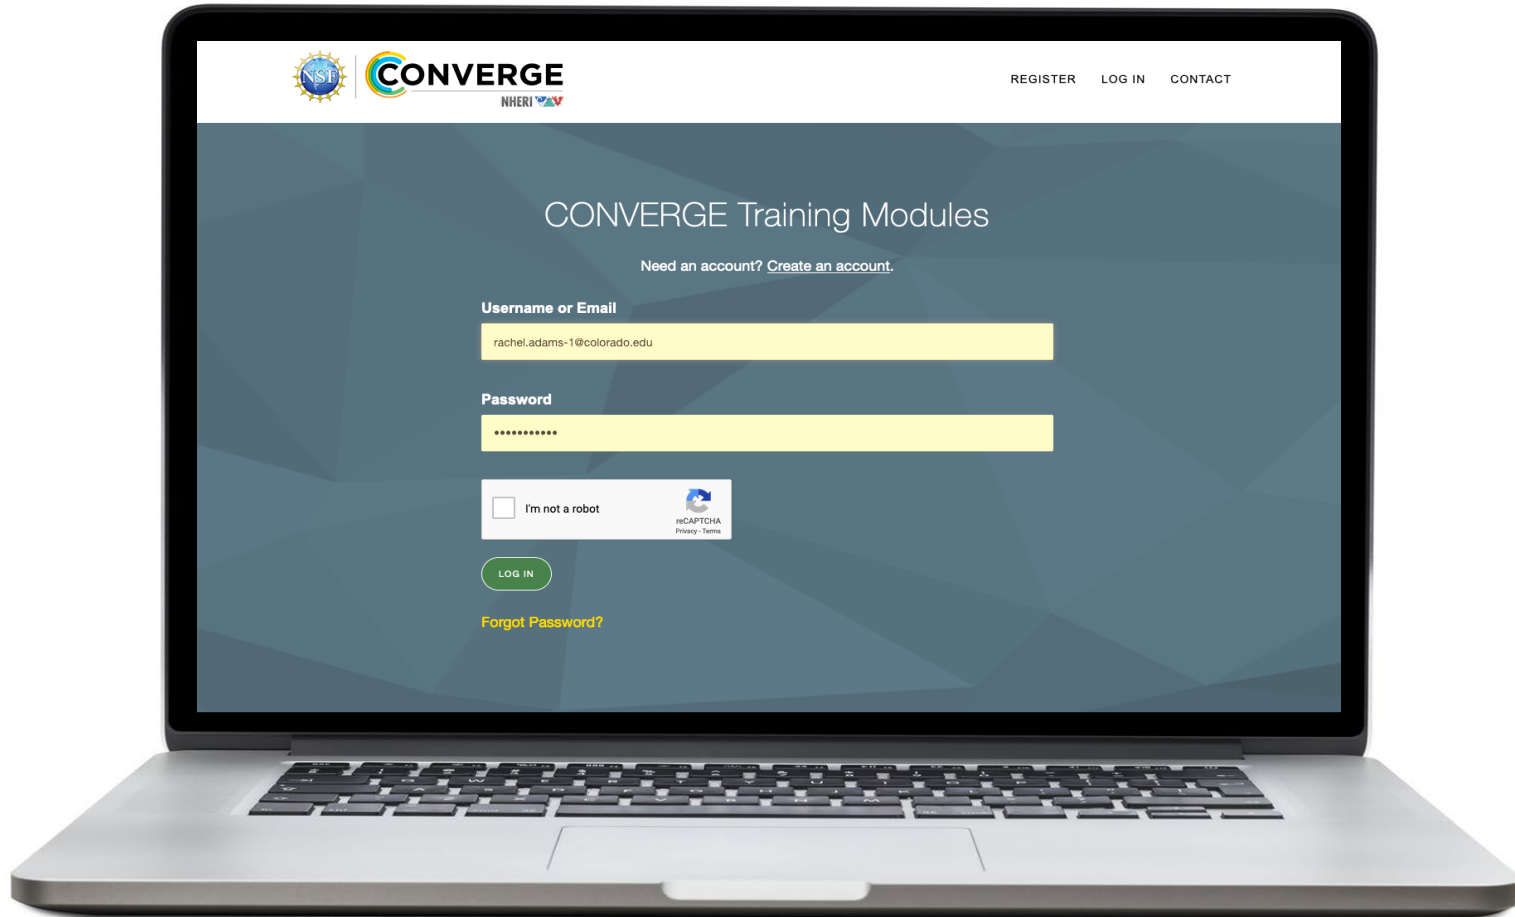 NSF
CONVERGE
NHERI
REGISTER LOG IN CONTACT
CONVERGE Training Modules
Need an account? Create an account.
Username or Email
rachel.adams-1@colorado.edu
Password
•••••••••••
I'm not a robot
reCAPTCHA
Privacy - Terms
LOG IN
Forgot Password?